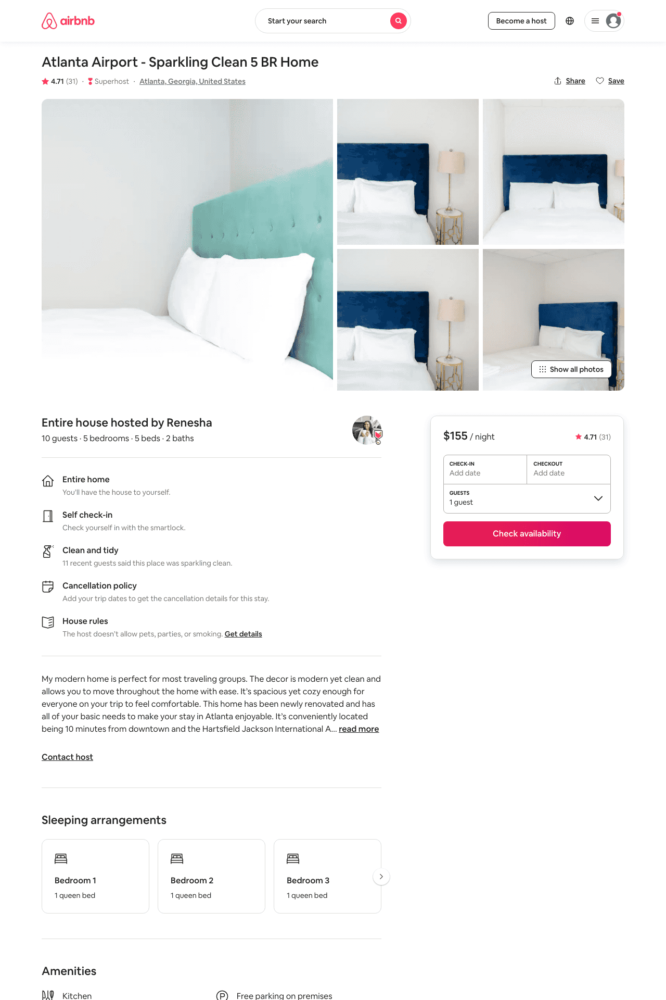 airbnb
Start your search
Become a host
Atlanta Airport - Sparkling Clean 5 BR Home
4.71 (31) · Superhost · Atlanta, Georgia, United States
Share
Save
Show all photos
Entire house hosted by Renesha
10 guests · 5 bedrooms · 5 beds · 2 baths
$155 / night
4.71 (31)
CHECK-IN
Add date
CHECKOUT
Add date
GUESTS
1 guest
Check availability
Entire home
You’ll have the house to yourself.
Self check-in
Check yourself in with the smartlock.
Clean and tidy
11 recent guests said this place was sparkling clean.
Cancellation policy
Add your trip dates to get the cancellation details for this stay.
House rules
The host doesn’t allow pets, parties, or smoking. Get details
My modern home is perfect for most traveling groups. The decor is modern yet clean and
allows you to move throughout the home with ease. It’s spacious yet cozy enough for
everyone on your trip to feel comfortable. This home has been newly renovated and has
all of your basic needs to make your stay in Atlanta enjoyable. It’s conveniently located
being 10 minutes from downtown and the Hartsfield Jackson International A... read more
Contact host
Sleeping arrangements
Bedroom 1
1 queen bed
Bedroom 2
1 queen bed
Bedroom 3
1 queen bed
Amenities
Kitchen
Free parking on premises